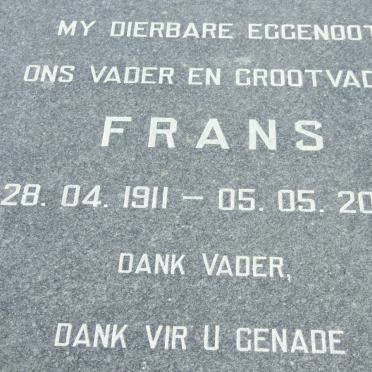 MY DIERBARE EGGENOOT
ONS VADER EN GROOTVAD
FRANS
28. 04. 1911 – 05. 05. 20
DANK VADER,
DANK VIR U GENADE